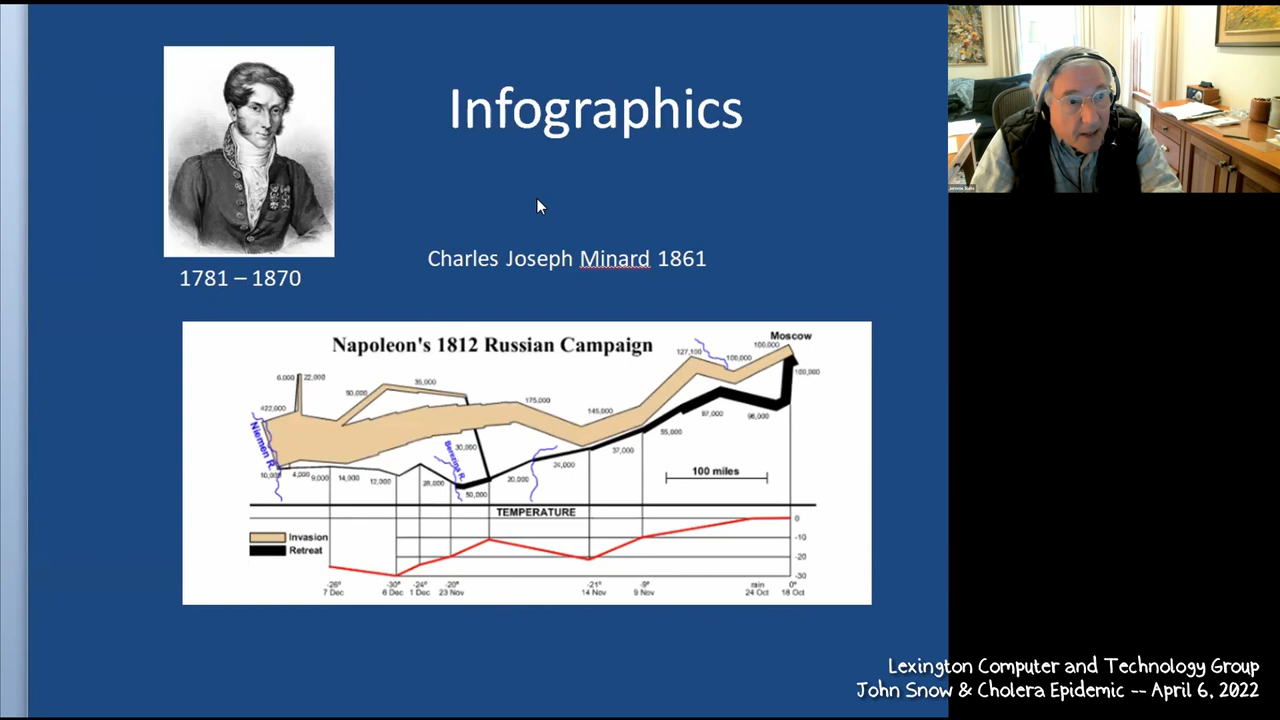 Infographics
Charles Joseph Minard 1861
1781 – 1870
Napoleon's 1812 Russian Campaign
Moscow
100,000
127,100
100,000
100,000
6,000 22,000
35,000
50,000
422,000
175,000
145,000
Niemen R.
30,000
Berezina R.
97,000
96,000
55,000
37,000
24,000
20,000
50,000
28,000
12,000
14,000
9,000
4,000
10,000
100 miles
TEMPERATURE
0
-10
-20
-30
Invasion
Retreat
-26° -30° -24° -20° -21° -9° rain 0°
7 Dec 6 Dec 1 Dec 23 Nov 14 Nov 9 Nov 24 Oct 18 Oct
Lexington Computer and Technology Group
John Snow & Cholera Epidemic -- April 6, 2022